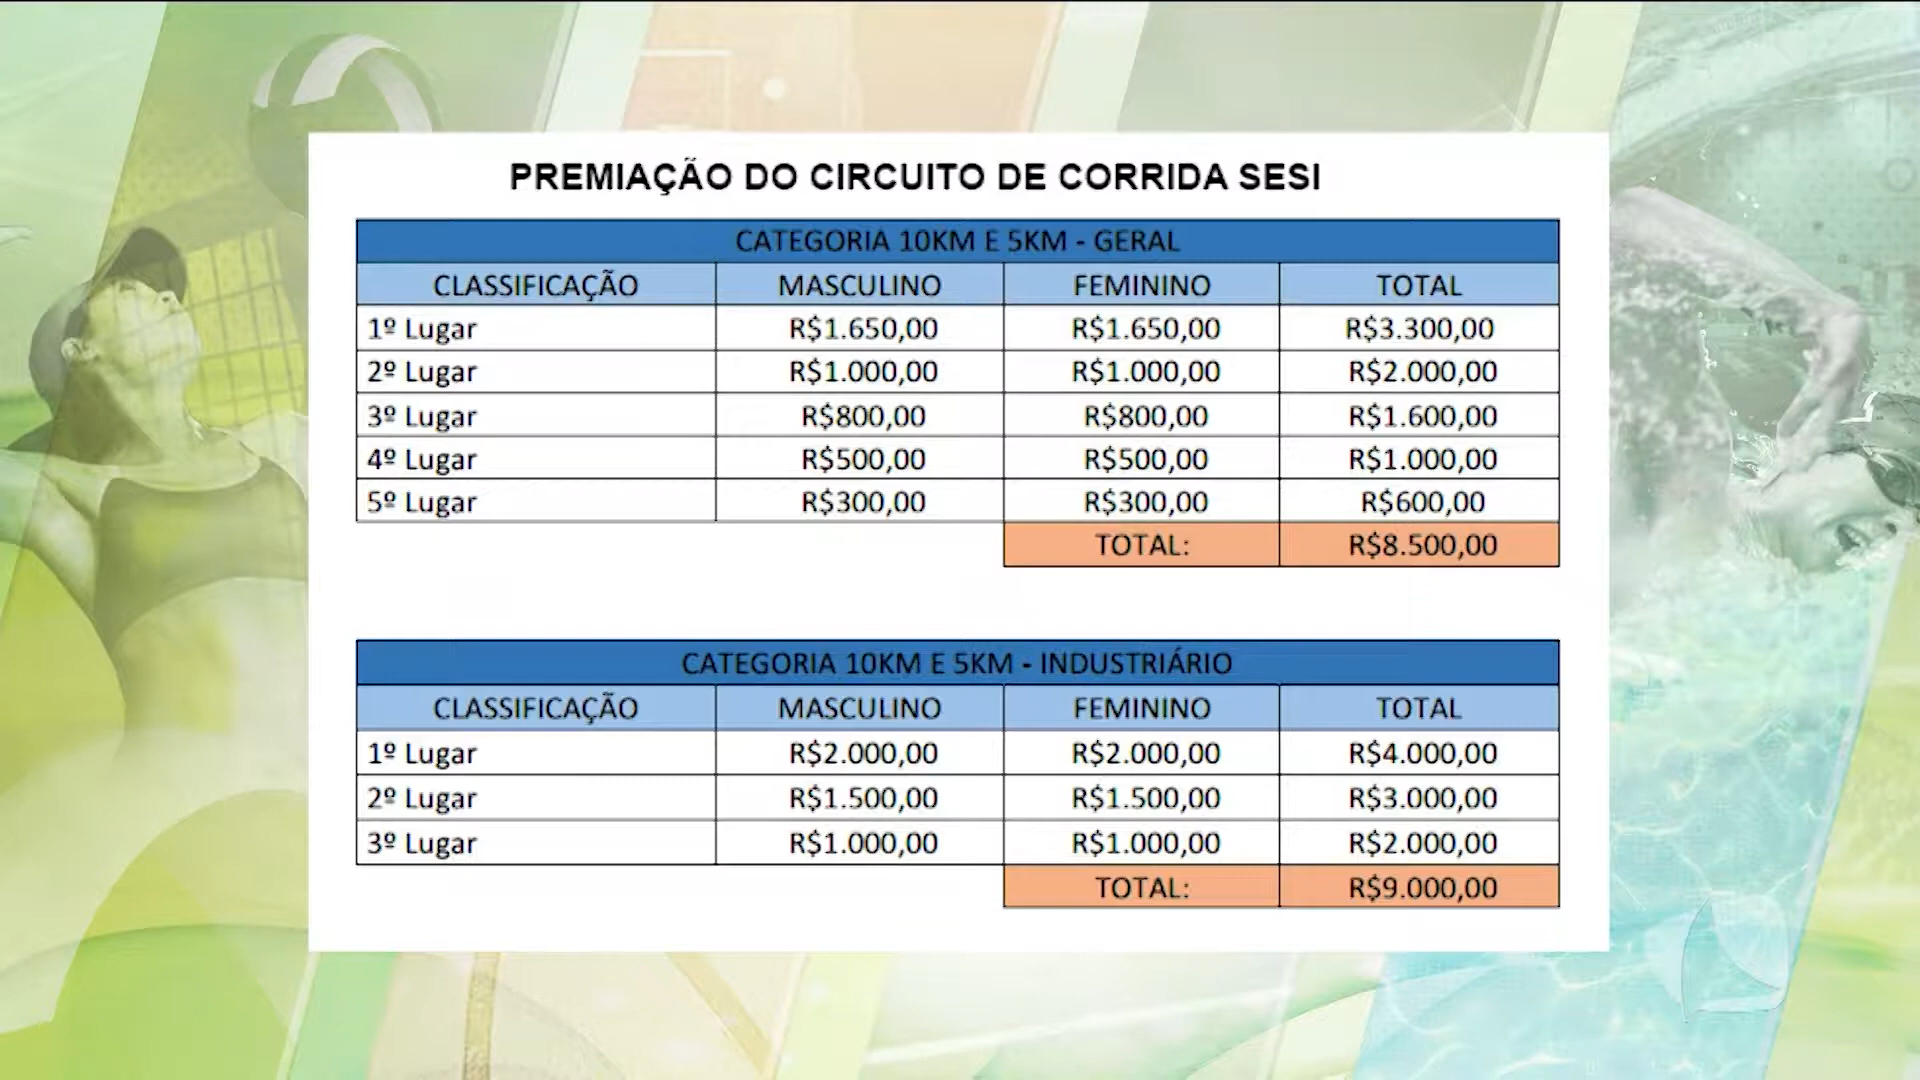 PREMIAÇÃO DO CIRCUITO DE CORRIDA SESI
CATEGORIA 10KM E 5KM - GERAL
CLASSIFICAÇÃO MASCULINO FEMININO TOTAL
1º Lugar R$1.650,00 R$1.650,00 R$3.300,00
2º Lugar R$1.000,00 R$1.000,00 R$2.000,00
3º Lugar R$800,00 R$800,00 R$1.600,00
4º Lugar R$500,00 R$500,00 R$1.000,00
5º Lugar R$300,00 R$300,00 R$600,00
TOTAL: R$8.500,00
CATEGORIA 10KM E 5KM - INDUSTRIÁRIO
CLASSIFICAÇÃO MASCULINO FEMININO TOTAL
1º Lugar R$2.000,00 R$2.000,00 R$4.000,00
2º Lugar R$1.500,00 R$1.500,00 R$3.000,00
3º Lugar R$1.000,00 R$1.000,00 R$2.000,00
TOTAL: R$9.000,00